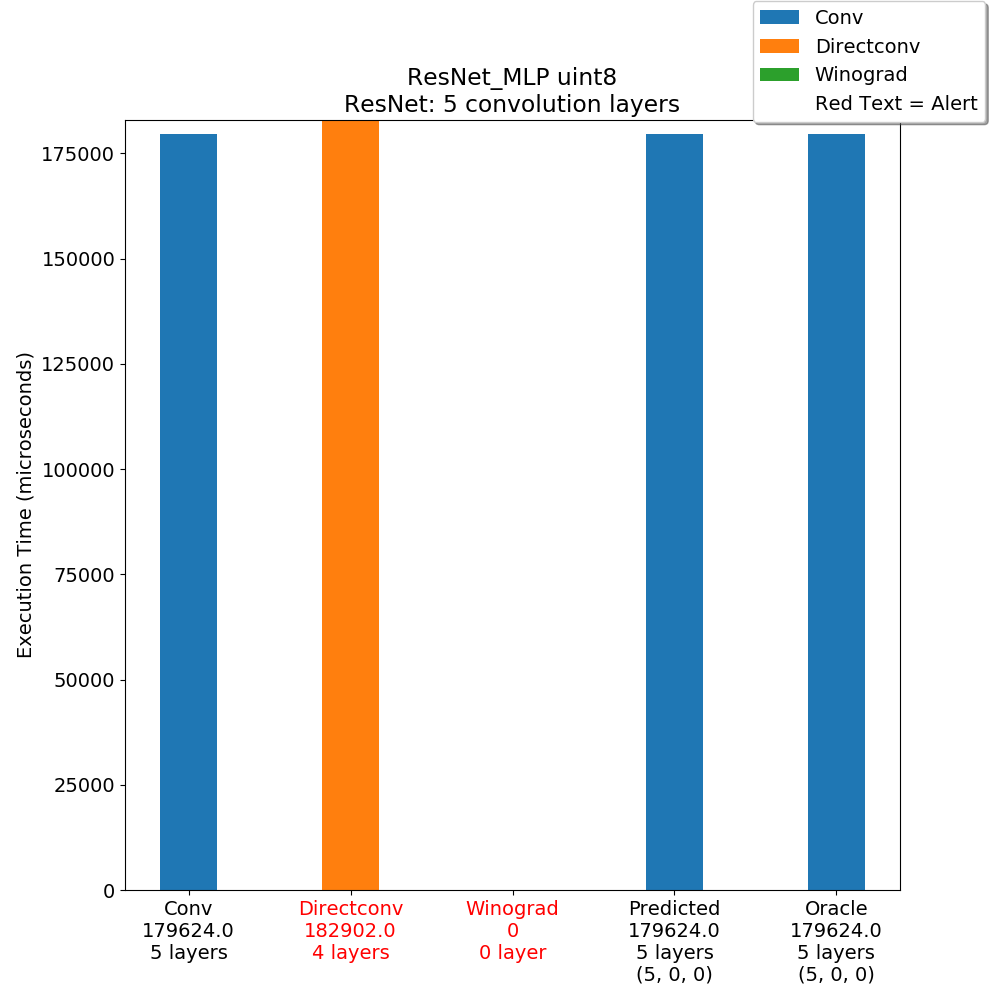 Conv
Directconv
Winograd
Red Text = Alert
ResNet_MLP uint8
ResNet: 5 convolution layers
Execution Time (microseconds)
175000
150000
125000
100000
75000
50000
25000
0
Conv
179624.0
5 layers
Directconv
182902.0
4 layers
Winograd
0
0 layer
Predicted
179624.0
5 layers
(5, 0, 0)
Oracle
179624.0
5 layers
(5, 0, 0)